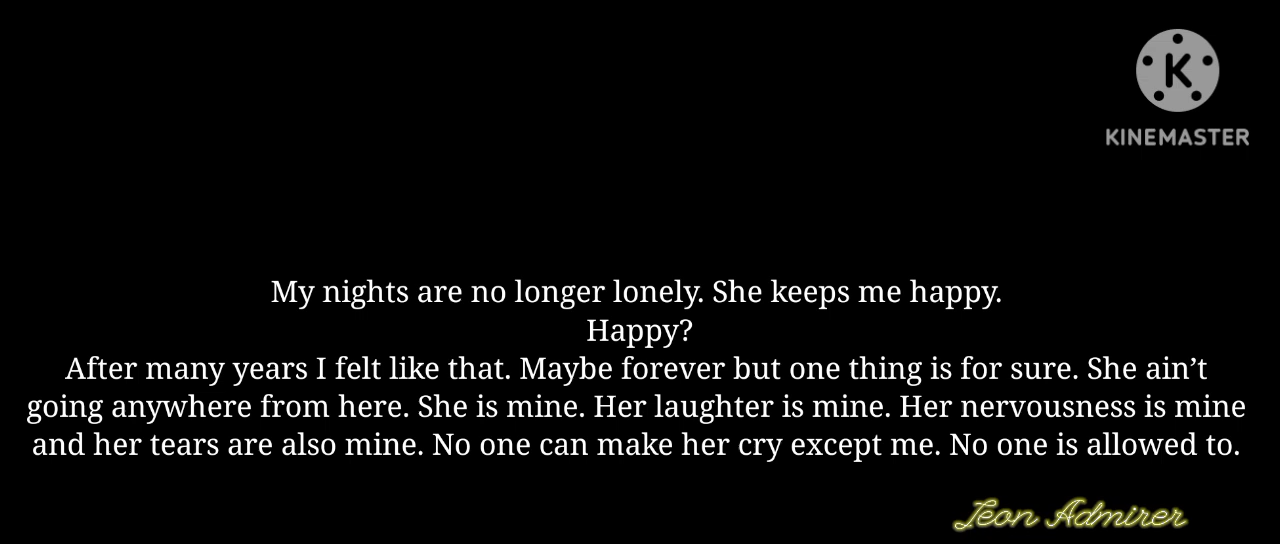 K
KINEMASTER
My nights are no longer lonely. She keeps me happy.
Happy?
After many years I felt like that. Maybe forever but one thing is for sure. She ain’t
going anywhere from here. She is mine. Her laughter is mine. Her nervousness is mine
and her tears are also mine. No one can make her cry except me. No one is allowed to.
Leon Admirer